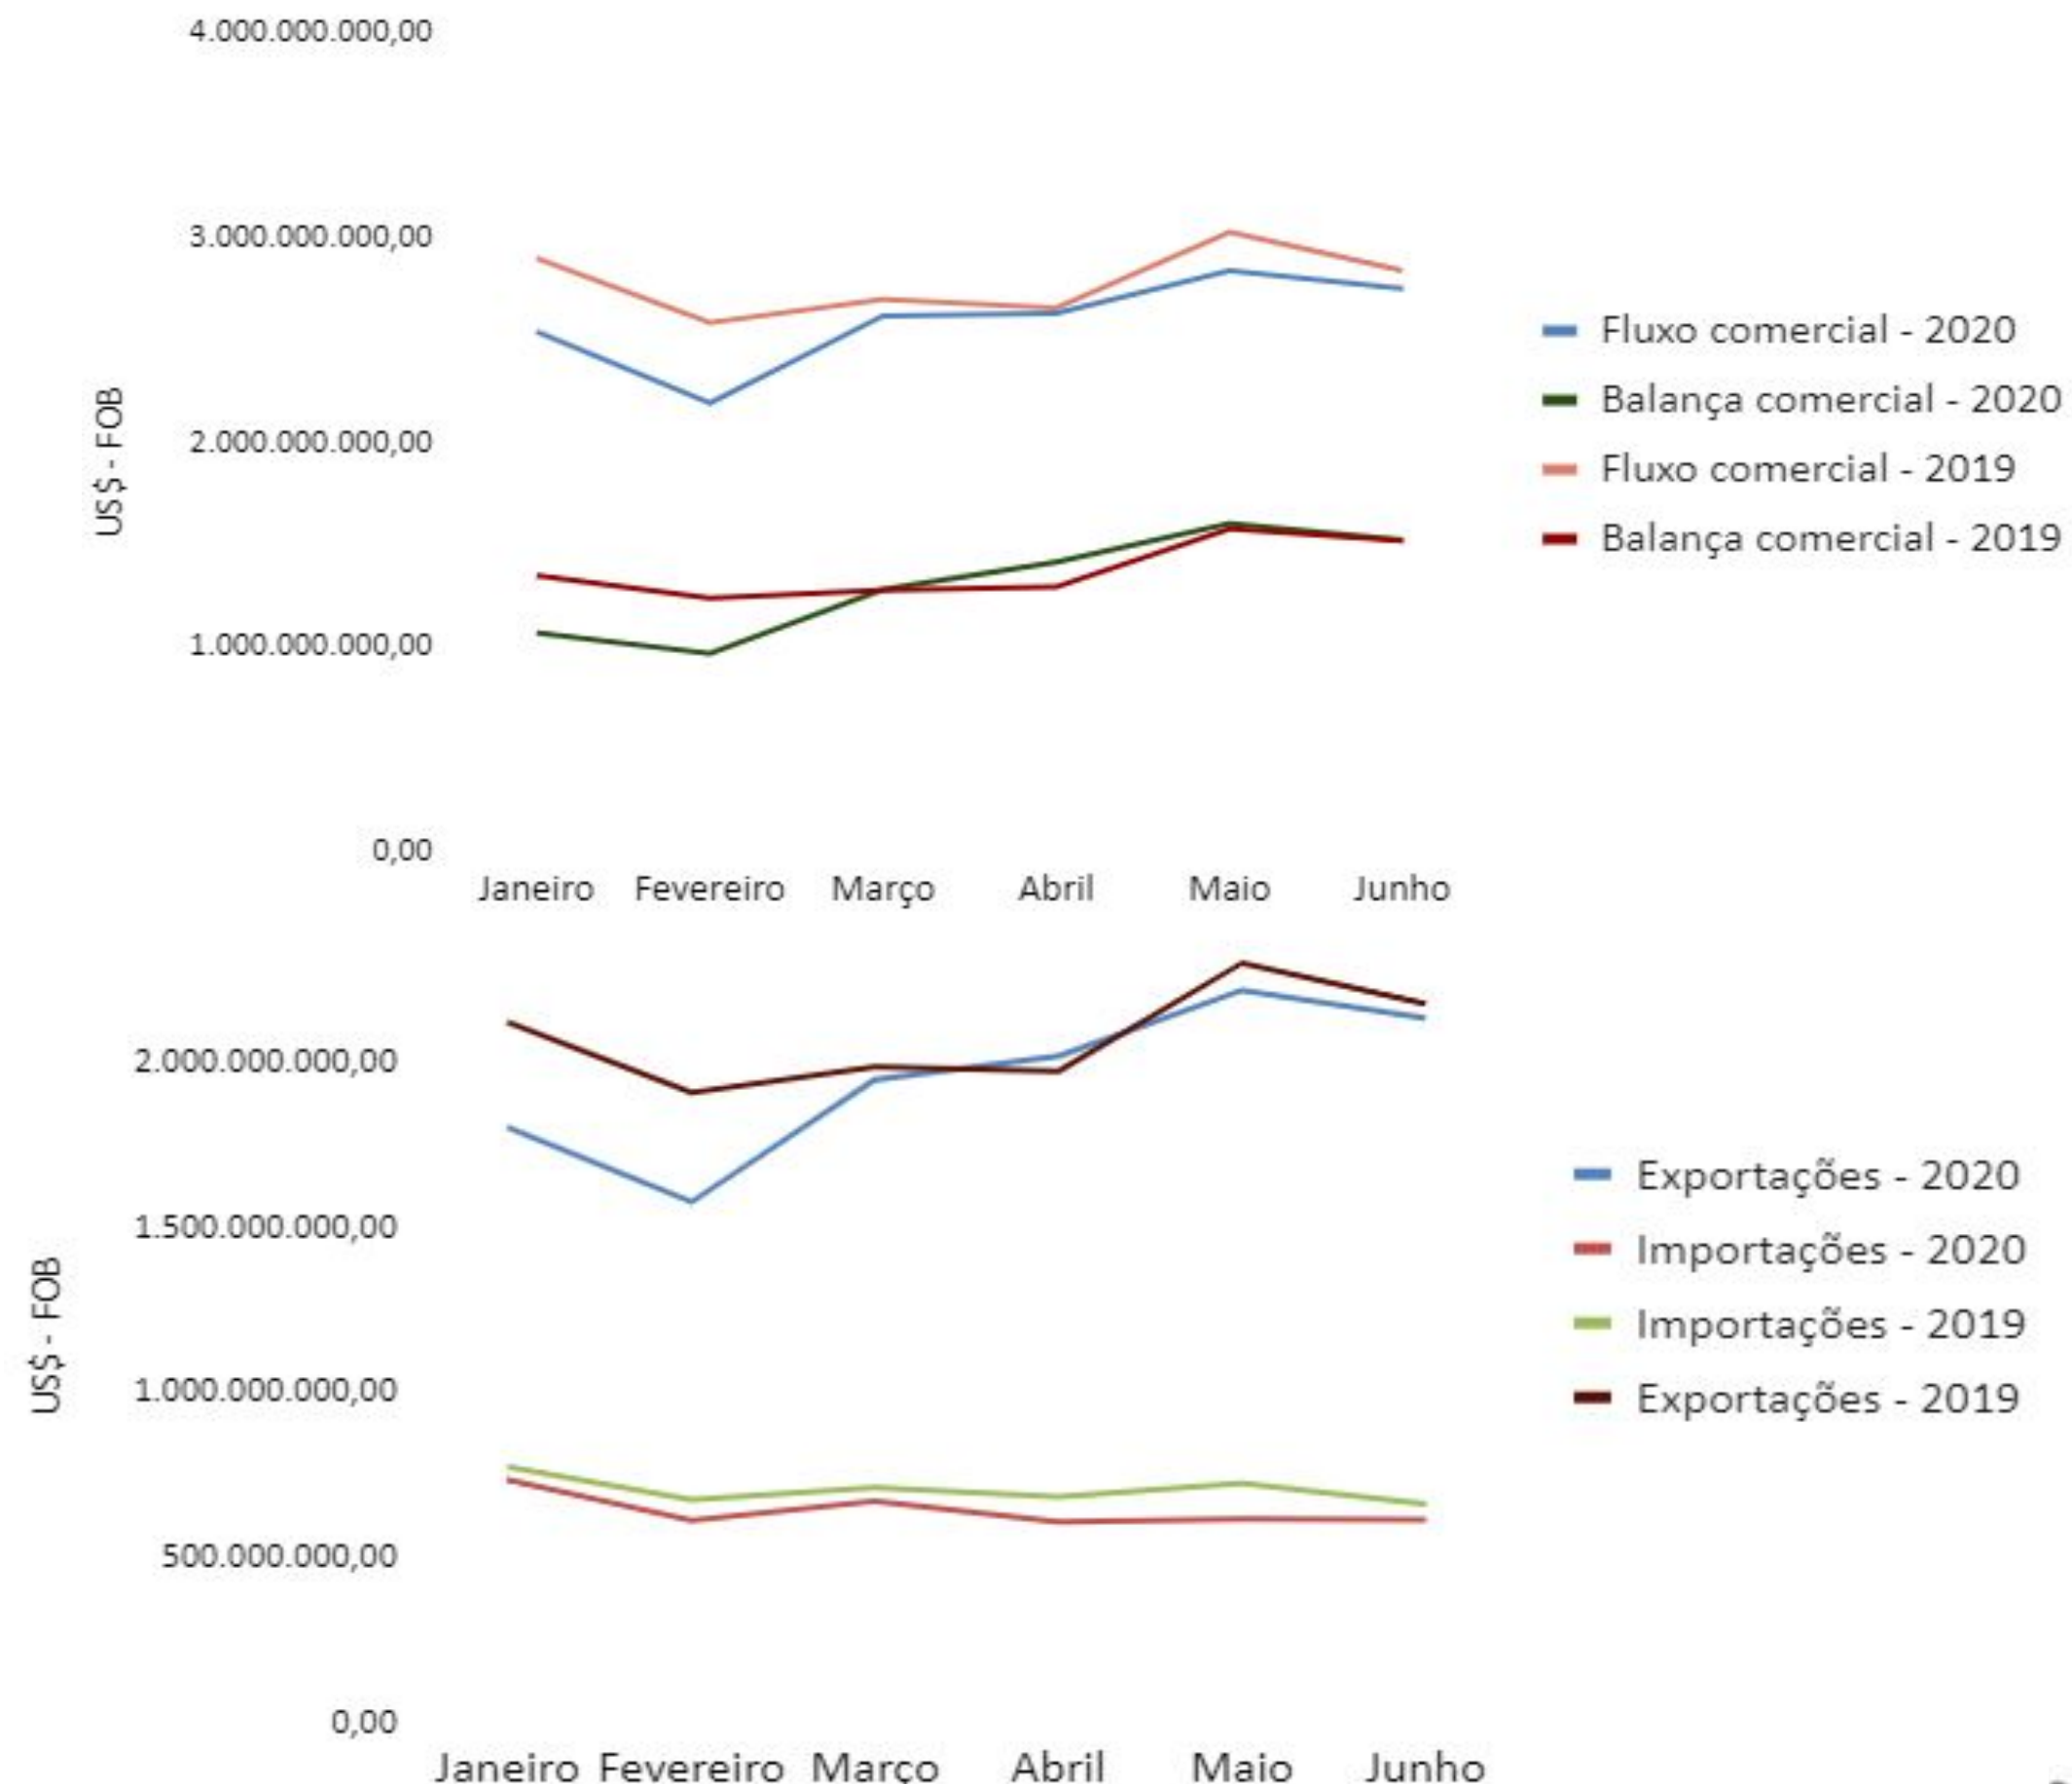 4.000.000.000,00
3.000.000.000,00
2.000.000.000,00
1.000.000.000,00
0,00
US$ - FOB
Janeiro Fevereiro Março Abril Maio Junho
Fluxo comercial - 2020
Balança comercial - 2020
Fluxo comercial - 2019
Balança comercial - 2019
2.000.000.000,00
1.500.000.000,00
1.000.000.000,00
500.000.000,00
0,00
US$ - FOB
Janeiro Fevereiro Março Abril Maio Junho
Exportações - 2020
Importações - 2020
Importações - 2019
Exportações - 2019